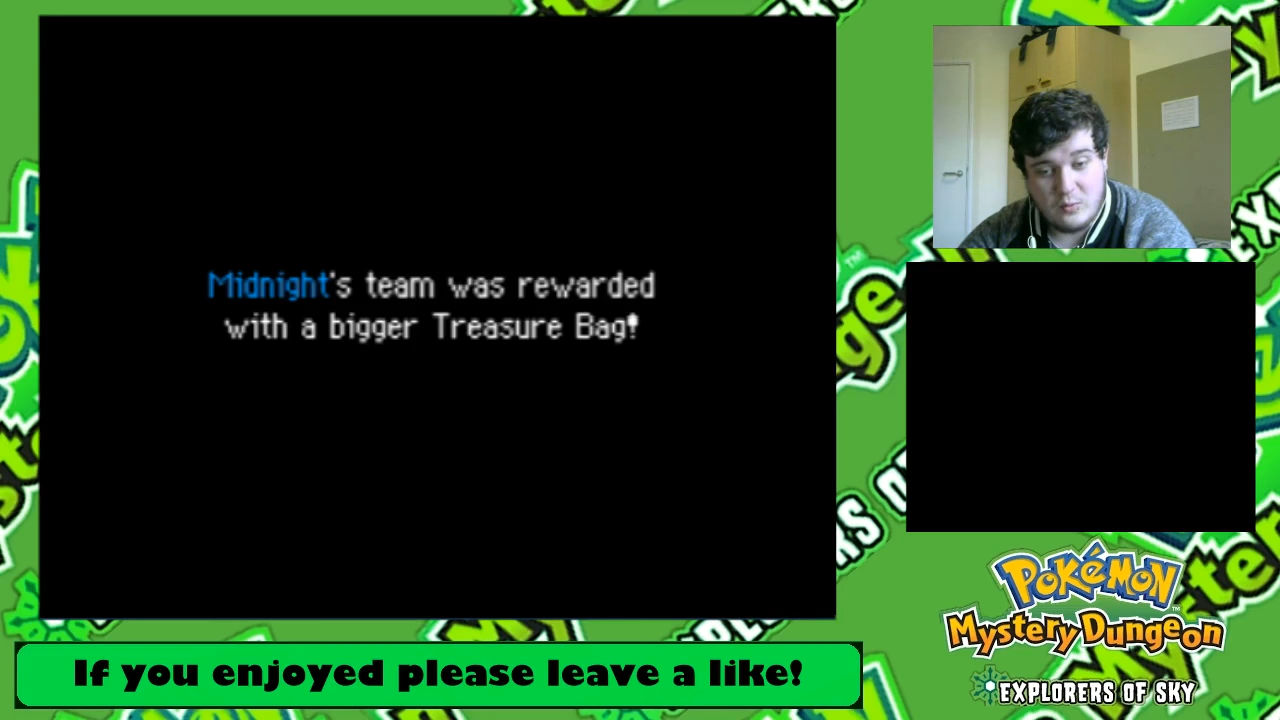 Midnight's team was rewarded
with a bigger Treasure Bag!
If you enjoyed please leave a like!
POKéMON
™
Mystery Dungeon
EXPLORERS OF SKY